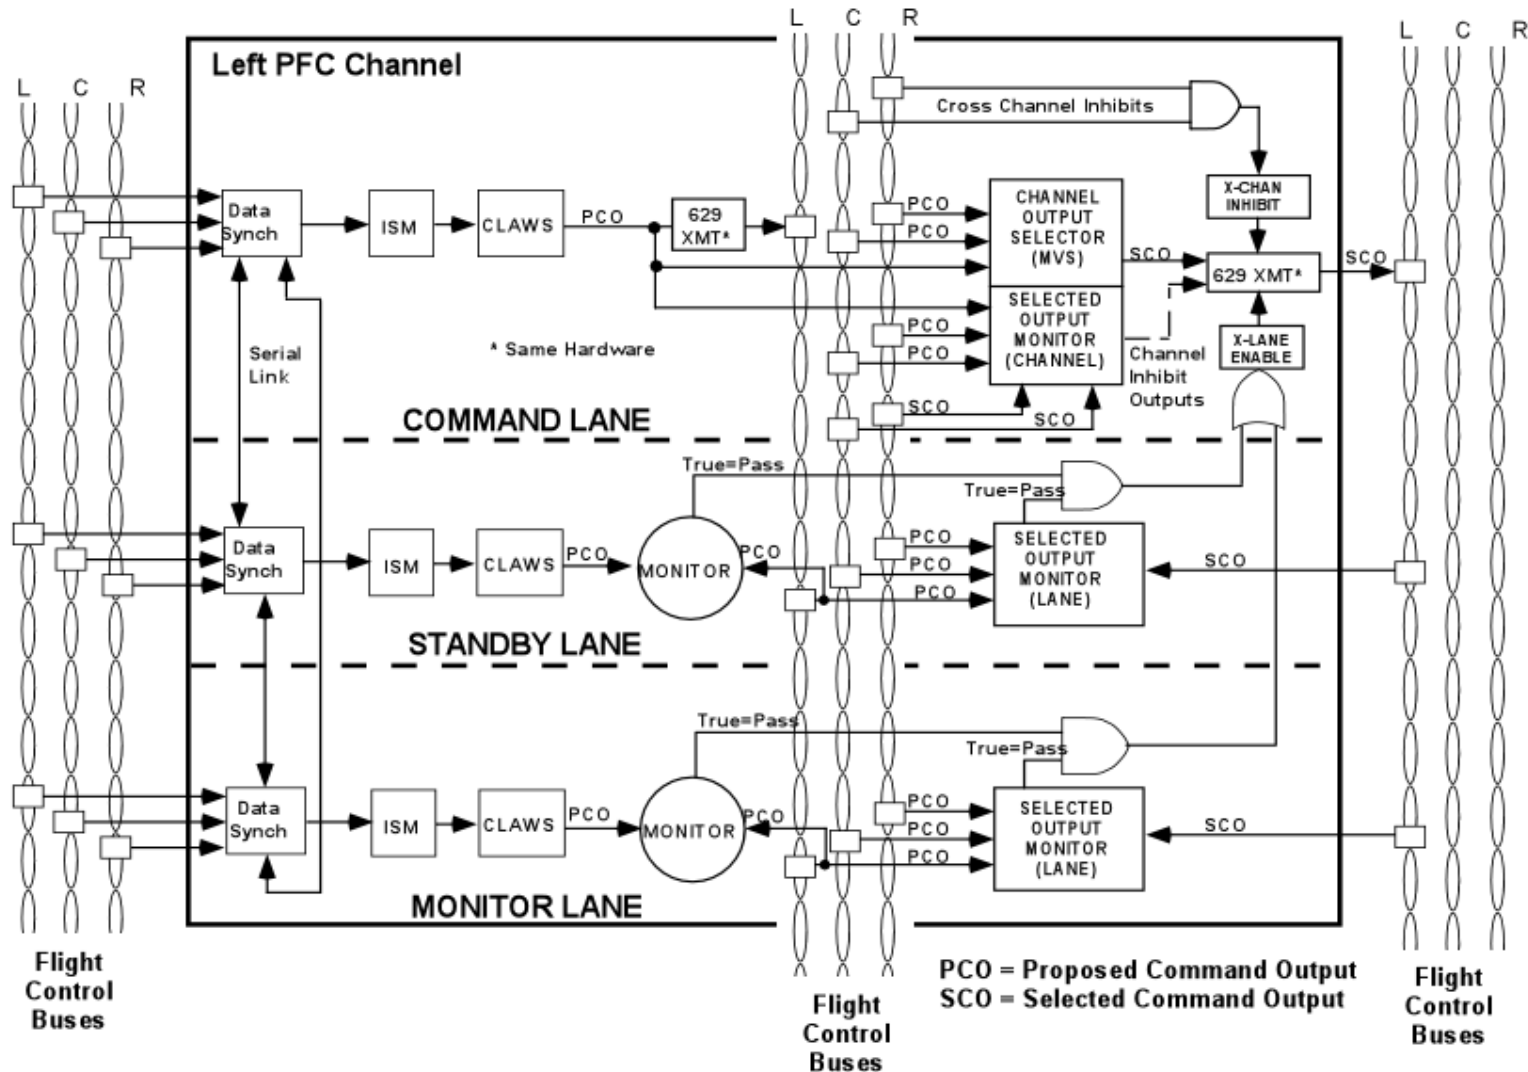 L C R
L C R
L C R
Left PFC Channel
Cross Channel Inhibits
X-CHAN
INHIBIT
Data
Synch
ISM
CLAWS
PCO
629
XMT*
PCO
PCO
CHANNEL
OUTPUT
SELECTOR
(MVS)
SCO
629 XMT*
SCO
SELECTED
OUTPUT
MONITOR
(CHANNEL)
PCO
PCO
Channel
Inhibit
Outputs
X-LANE
ENABLE
Serial
Link
* Same Hardware
SCO
SCO
COMMAND LANE
True=Pass
True=Pass
Data
Synch
ISM
CLAWS
PCO
MONITOR
PCO
PCO
PCO
PCO
SELECTED
OUTPUT
MONITOR
(LANE)
SCO
STANDBY LANE
True=Pass
True=Pass
Data
Synch
ISM
CLAWS
PCO
MONITOR
PCO
PCO
PCO
PCO
SELECTED
OUTPUT
MONITOR
(LANE)
SCO
MONITOR LANE
Flight
Control
Buses
Flight
Control
Buses
PCO = Proposed Command Output
SCO = Selected Command Output
Flight
Control
Buses